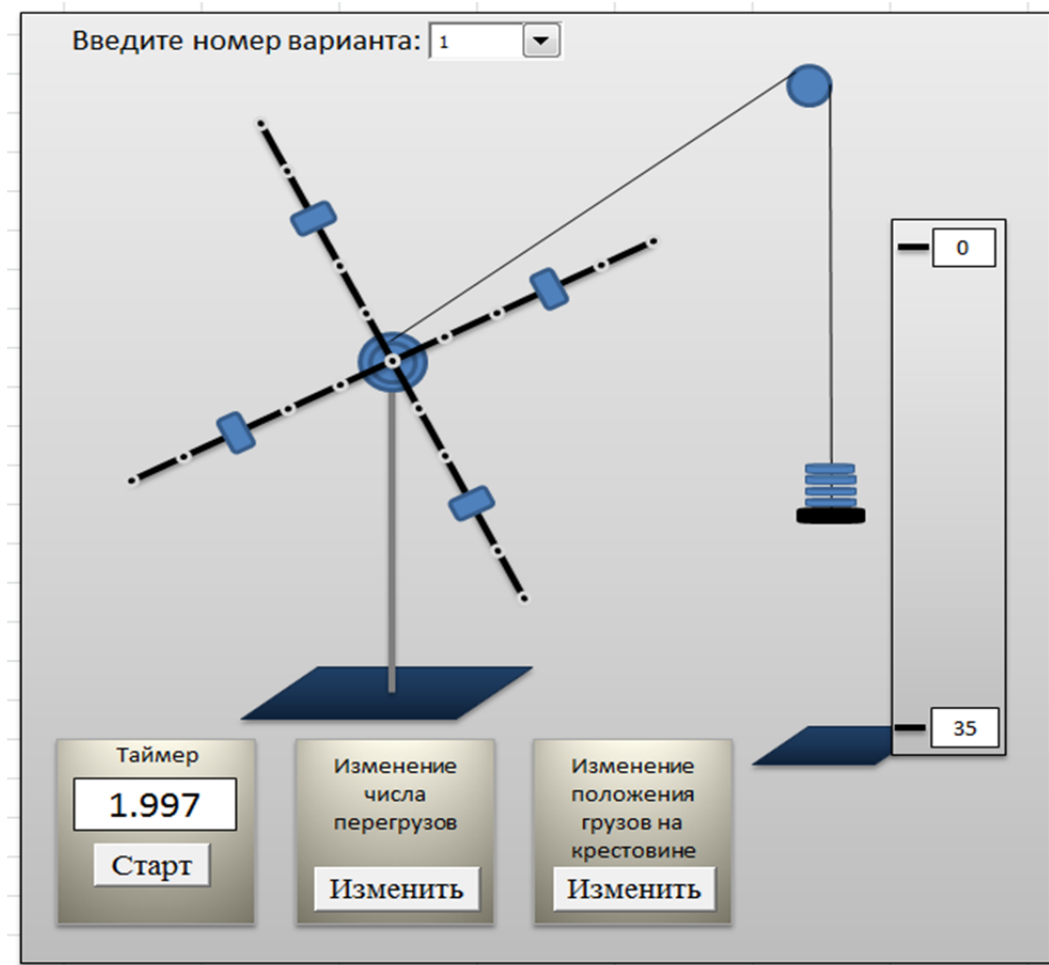 Введите номер варианта: 1
0
35
Таймер
1.997
Старт
Изменение
числа
перегрузов
Изменить
Изменение
положения
грузов на
крестовине
Изменить